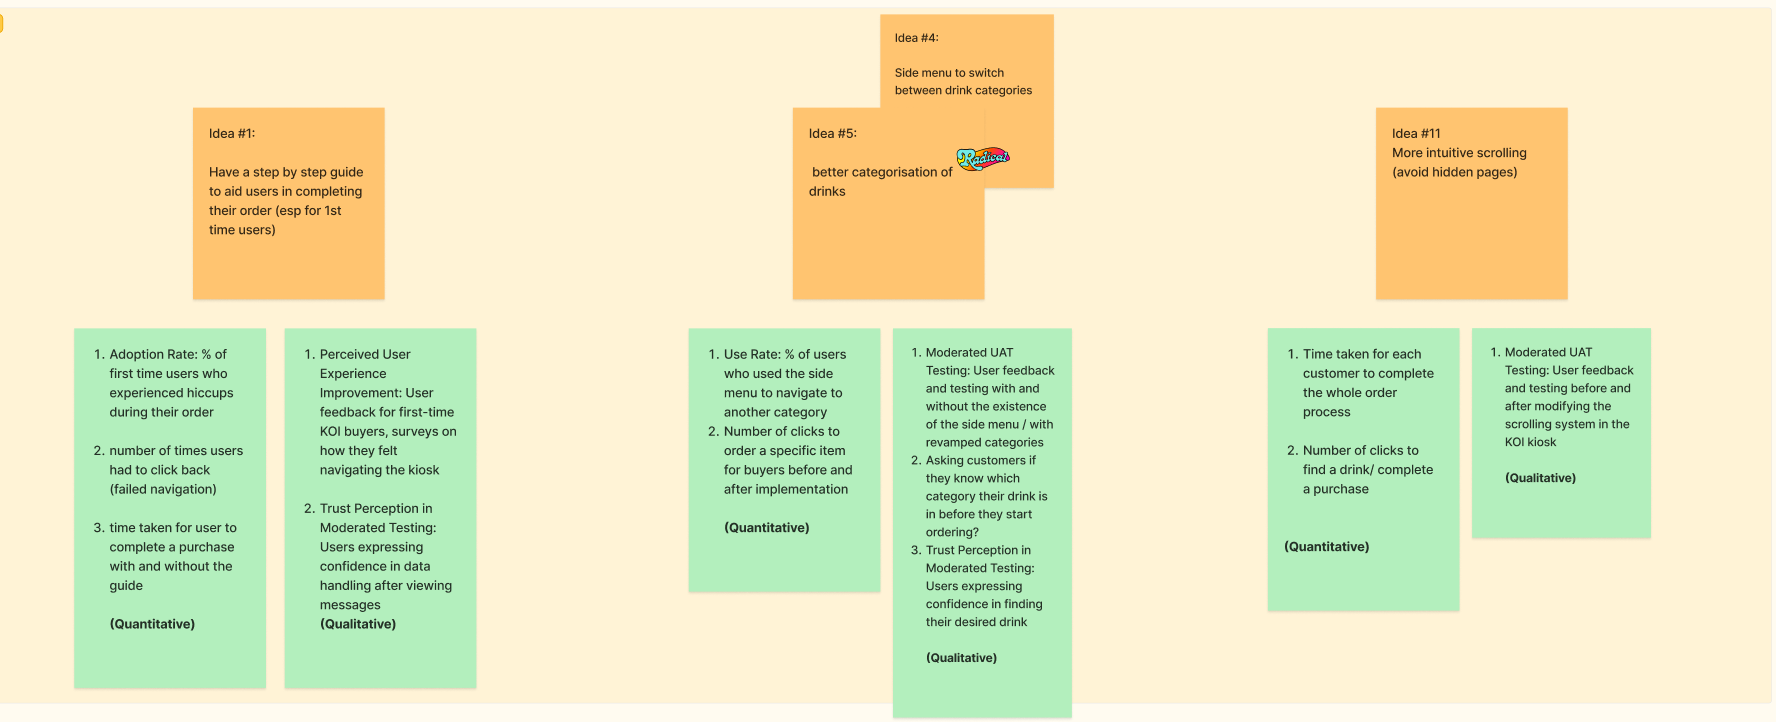 Idea #4:
Side menu to switch
between drink categories
Idea #1:
Have a step by step guide
to aid users in completing
their order (esp for 1st
time users)
Idea #5:
better categorisation of
drinks
Radical
Idea #11
More intuitive scrolling
(avoid hidden pages)
1. Adoption Rate: % of
first time users who
experienced hiccups
during their order
2. number of times users
had to click back
(failed navigation)
3. time taken for user to
complete a purchase
with and without the
guide
(Quantitative)
1. Perceived User
Experience
Improvement: User
feedback for first-time
KOI buyers, surveys on
how they felt
navigating the kiosk
2. Trust Perception in
Moderated Testing:
Users expressing
confidence in data
handling after viewing
messages
(Qualitative)
1. Use Rate: % of users
who used the side
menu to navigate to
another category
2. Number of clicks to
order a specific item
for buyers before and
after implementation
(Quantitative)
1. Moderated UAT
Testing: User feedback
and testing with and
without the existence
of the side menu / with
revamped categories
2. Asking customers if
they know which
category their drink is
in before they start
ordering?
3. Trust Perception in
Moderated Testing:
Users expressing
confidence in finding
their desired drink
(Qualitative)
1. Time taken for each
customer to complete
the whole order
process
2. Number of clicks to
find a drink/ complete
a purchase
(Quantitative)
1. Moderated UAT
Testing: User feedback
and testing before and
after modifying the
scrolling system in the
KOI kiosk
(Qualitative)